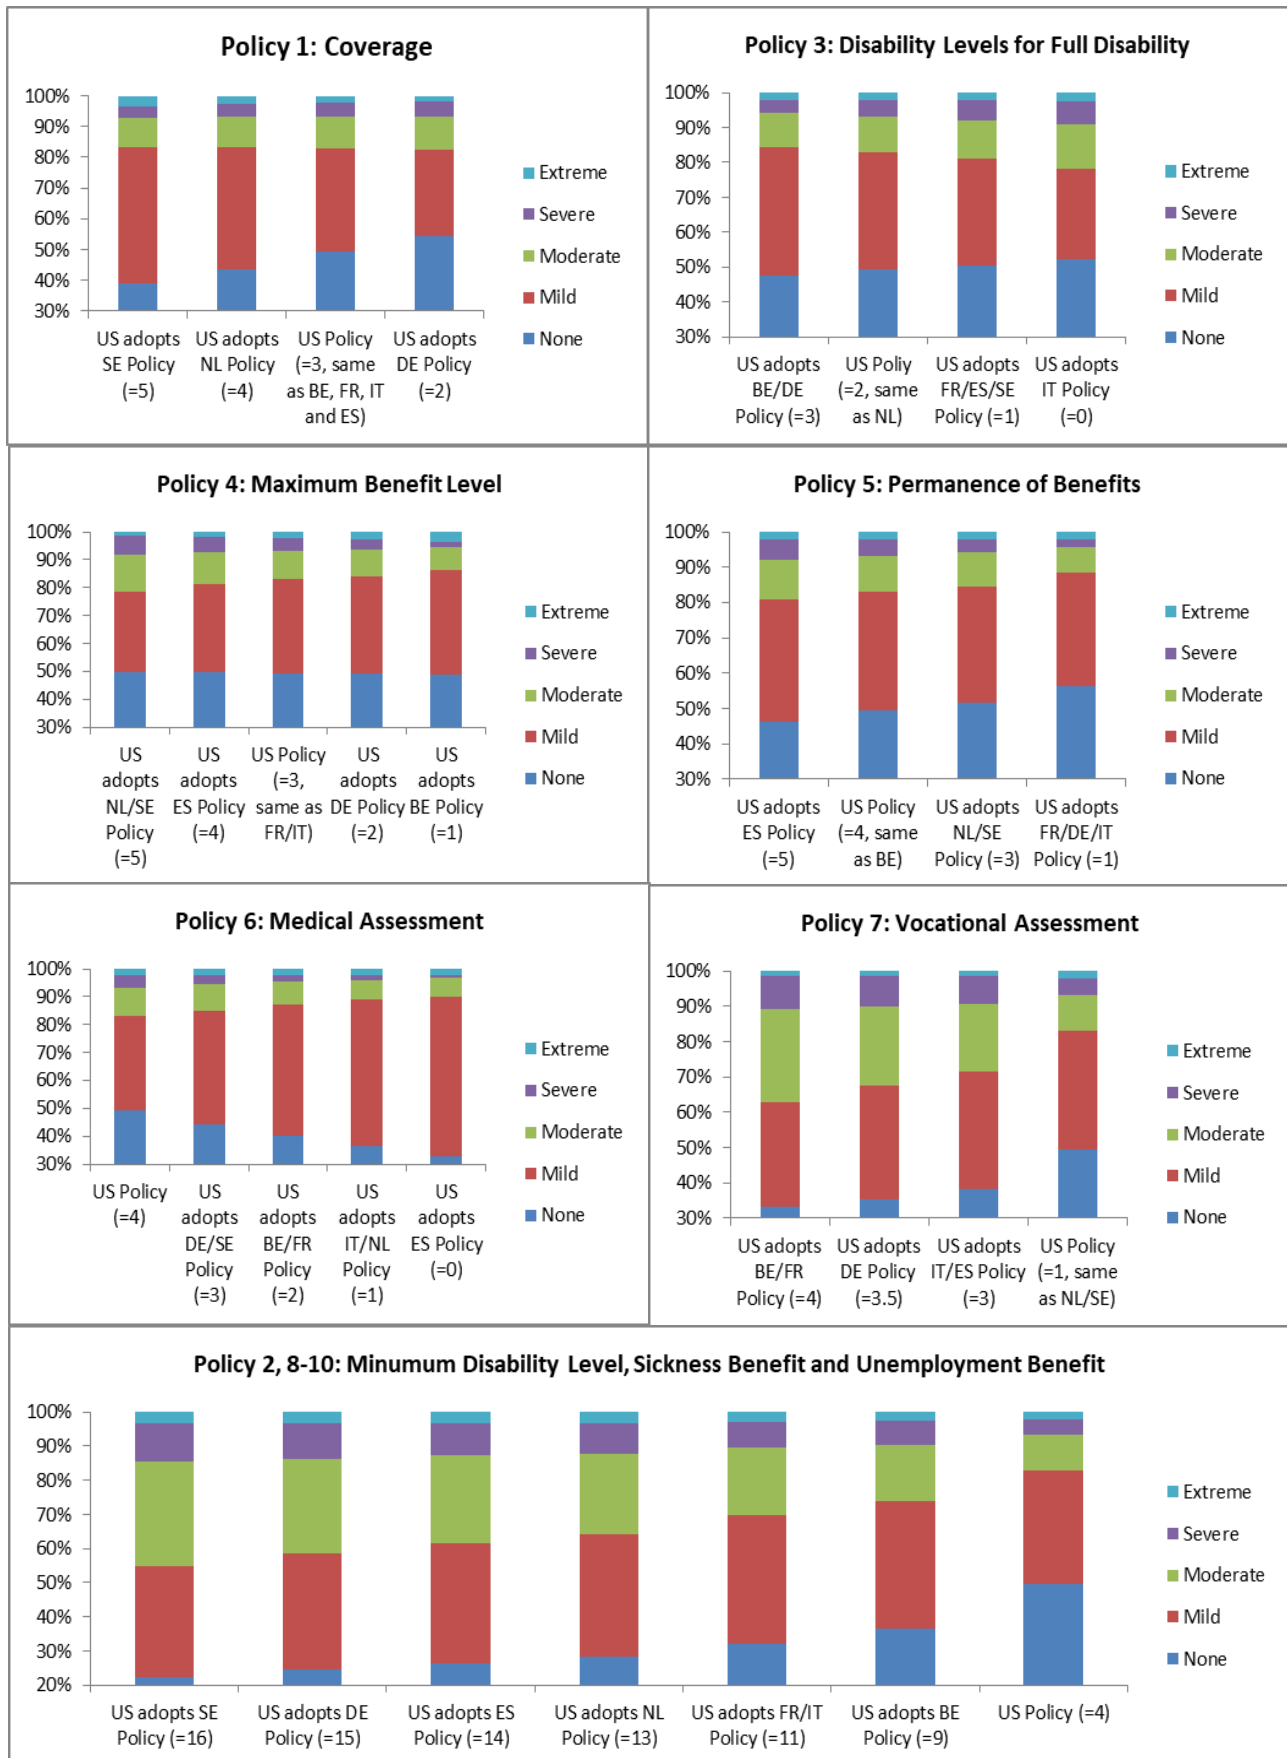 Policy 1: Coverage
100%
90%
80%
70%
60%
50%
40%
30%
US adopts
SE Policy
(=5)
US adopts
NL Policy
(=4)
US Policy
(=3, same
as BE, FR, IT
and ES)
US adopts
DE Policy
(=2)
Extreme
Severe
Moderate
Mild
None
Policy 3: Disability Levels for Full Disability
100%
90%
80%
70%
60%
50%
40%
30%
US adopts
BE/DE
Policy (=3)
US Poliy
(=2, same
as NL)
US adopts
FR/ES/SE
Policy (=1)
US adopts
IT Policy
(=0)
Extreme
Severe
Moderate
Mild
None
Policy 4: Maximum Benefit Level
100%
90%
80%
70%
60%
50%
40%
30%
US
adopts
NL/SE
Policy
(=5)
US
adopts
ES Policy
(=4)
US Policy
(=3,
same as
FR/IT)
US
adopts
DE Policy
(=2)
US
adopts
BE Policy
(=1)
Extreme
Severe
Moderate
Mild
None
Policy 5: Permanence of Benefits
100%
90%
80%
70%
60%
50%
40%
30%
US adopts
ES Policy
(=5)
US Policy
(=4, same
as BE)
US adopts
NL/SE
Policy (=3)
US adopts
FR/DE/IT
Policy (=1)
Extreme
Severe
Moderate
Mild
None
Policy 6: Medical Assessment
100%
90%
80%
70%
60%
50%
40%
30%
US Policy
(=4)
US
adopts
DE/SE
Policy
(=3)
US
adopts
BE/FR
Policy
(=2)
US
adopts
IT/NL
Policy
(=1)
US
adopts
ES Policy
(=0)
Extreme
Severe
Moderate
Mild
None
Policy 7: Vocational Assessment
100%
90%
80%
70%
60%
50%
40%
30%
US adopts
BE/FR
Policy (=4)
US adopts
DE Policy
(=3.5)
US adopts
IT/ES Policy
(=3)
US Policy
(=1, same
as NL/SE)
Extreme
Severe
Moderate
Mild
None
Policy 2, 8-10: Minumum Disability Level, Sickness Benefit and Unemployment Benefit
100%
90%
80%
70%
60%
50%
40%
30%
20%
US adopts SE
Policy (=16)
US adopts DE
Policy (=15)
US adopts ES
Policy (=14)
US adopts NL
Policy (=13)
US adopts FR/IT
Policy (=11)
US adopts BE
Policy (=9)
US Policy (=4)
Extreme
Severe
Moderate
Mild
None